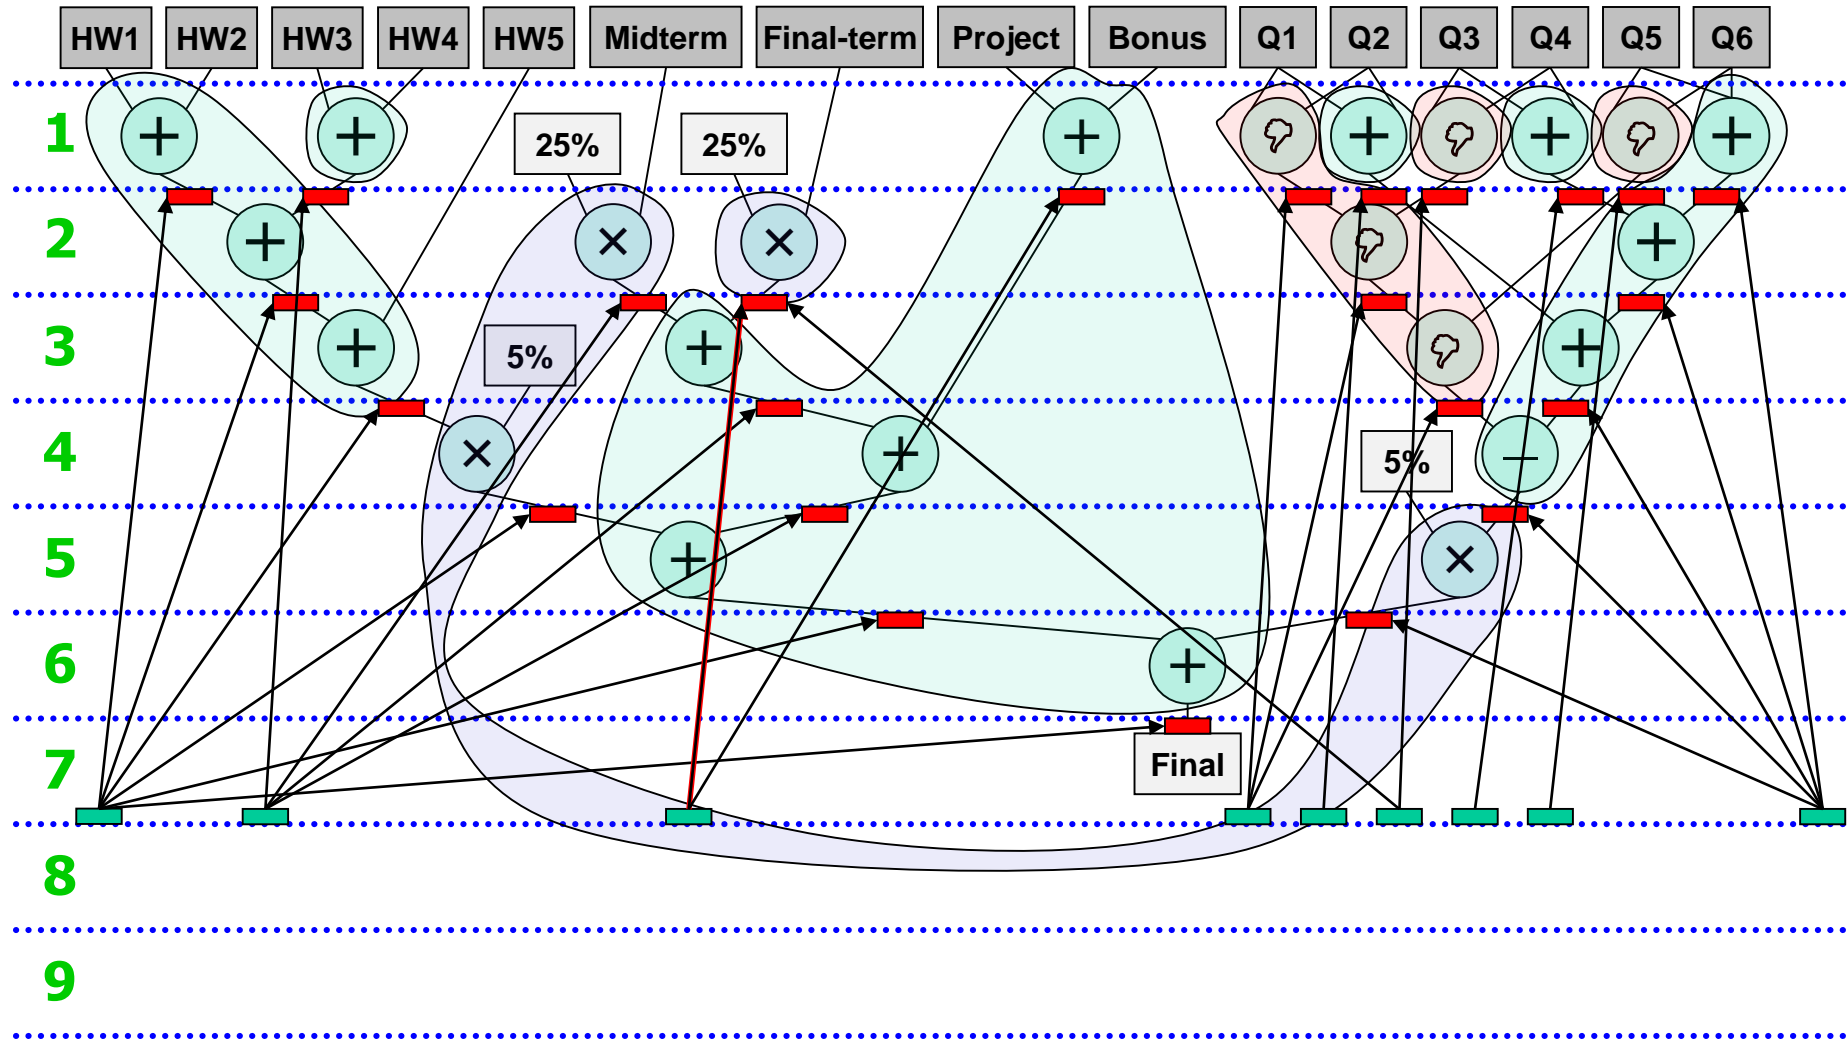 HW1 HW2 HW3 HW4 HW5 Midterm Final-term Project Bonus Q1 Q2 Q3 Q4 Q5 Q6
1 + + 25% 25% + + + +
2 + × × +
3 + 5% + +
4 × + 5% −
5 + ×
6 +
7 Final
8
9